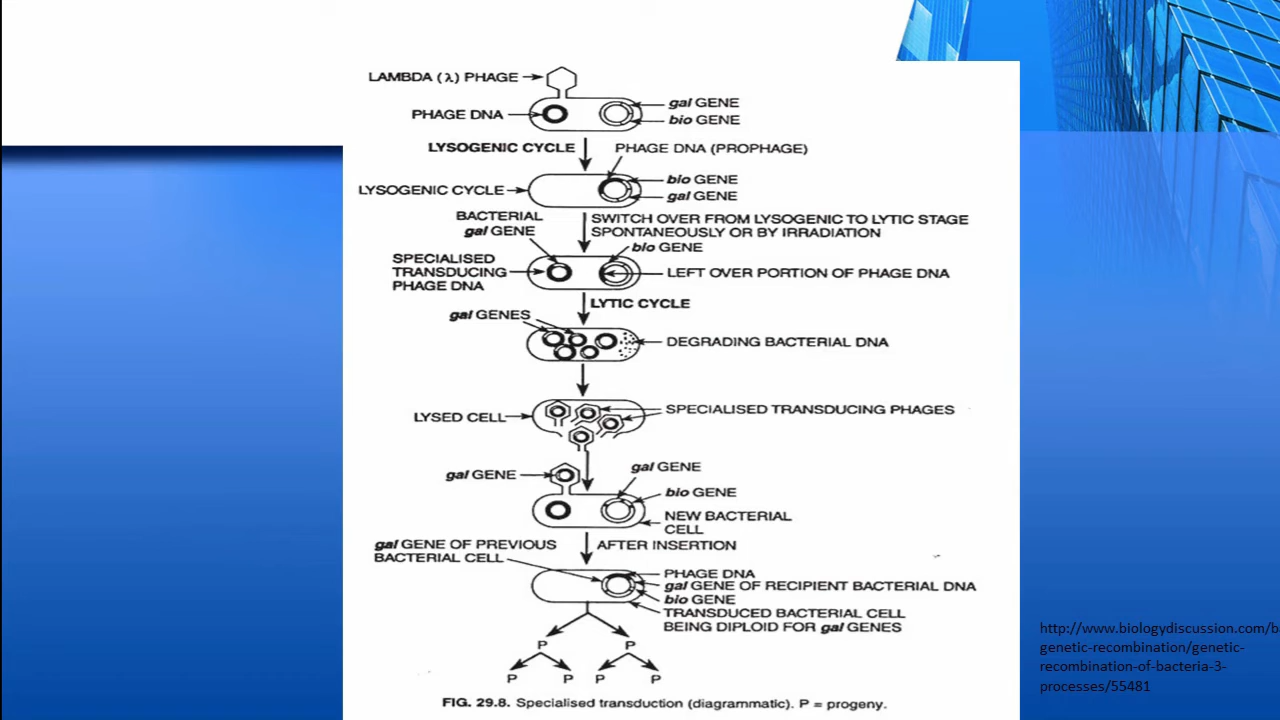 LAMBDA (λ) PHAGE
PHAGE DNA
gal GENE
bio GENE
LYSOGENIC CYCLE
PHAGE DNA (PROPHAGE)
LYSOGENIC CYCLE
bio GENE
gal GENE
BACTERIAL
gal GENE
SWITCH OVER FROM LYSOGENIC TO LYTIC STAGE
SPONTANEOUSLY OR BY IRRADIATION
bio GENE
SPECIALISED
TRANSDUCING
PHAGE DNA
LEFT OVER PORTION OF PHAGE DNA
LYTIC CYCLE
gal GENES
DEGRADING BACTERIAL DNA
LYSED CELL
SPECIALISED TRANSDUCING PHAGES
gal GENE
gal GENE
bio GENE
NEW BACTERIAL
CELL
gal GENE OF PREVIOUS
BACTERIAL CELL
AFTER INSERTION
PHAGE DNA
gal GENE OF RECIPIENT BACTERIAL DNA
bio GENE
TRANSDUCED BACTERIAL CELL
BEING DIPLOID FOR gal GENES
P P
P P P P
FIG. 29.8. Specialised transduction (diagrammatic). P = progeny.
http://www.biologydiscussion.com/b
genetic-recombination/genetic-
recombination-of-bacteria-3-
processes/55481